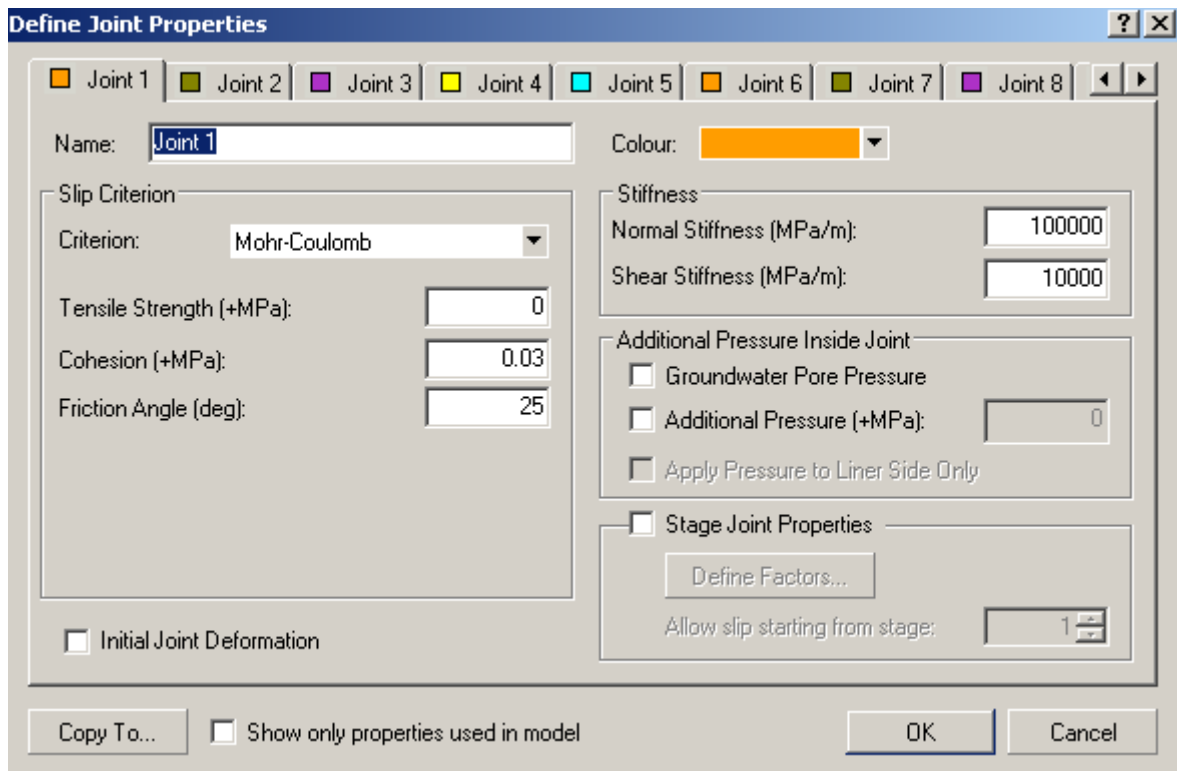 Define Joint Properties
Joint 1 Joint 2 Joint 3 Joint 4 Joint 5 Joint 6 Joint 7 Joint 8
Name: Joint 1 Colour:
Slip Criterion
Criterion: Mohr-Coulomb
Tensile Strength (+MPa): 0
Cohesion (+MPa): 0.03
Friction Angle (deg): 25
Initial Joint Deformation
Stiffness
Normal Stiffness (MPa/m): 100000
Shear Stiffness (MPa/m): 10000
Additional Pressure Inside Joint
Groundwater Pore Pressure
Additional Pressure (+MPa): 0
Apply Pressure to Liner Side Only
Stage Joint Properties
Define Factors...
Allow slip starting from stage: 1
Copy To... Show only properties used in model OK Cancel